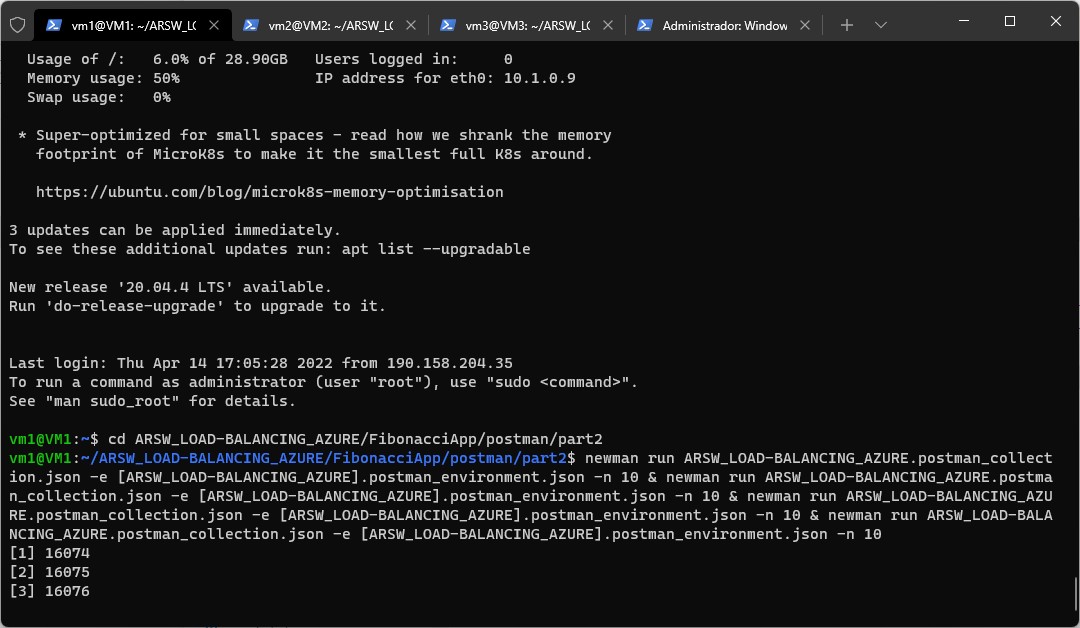 vm1@VM1: ~/ARSW_LC
vm2@VM2: ~/ARSW_LC
vm3@VM3: ~/ARSW_LC
Administrador: Window
Usage of /:   6.0% of 28.90GB   Users logged in:     0
Memory usage: 50%               IP address for eth0: 10.1.0.9
Swap usage:   0%
* Super-optimized for small spaces - read how we shrank the memory
footprint of MicroK8s to make it the smallest full K8s around.
https://ubuntu.com/blog/microk8s-memory-optimisation
3 updates can be applied immediately.
To see these additional updates run: apt list --upgradable
New release '20.04.4 LTS' available.
Run 'do-release-upgrade' to upgrade to it.
Last login: Thu Apr 14 17:05:28 2022 from 190.158.204.35
To run a command as administrator (user "root"), use "sudo <command>".
See "man sudo_root" for details.
vm1@VM1:~$ cd ARSW_LOAD-BALANCING_AZURE/FibonacciApp/postman/part2
vm1@VM1:~/ARSW_LOAD-BALANCING_AZURE/FibonacciApp/postman/part2$ newman run ARSW_LOAD-BALANCING_AZURE.postman_collect
ion.json -e [ARSW_LOAD-BALANCING_AZURE].postman_environment.json -n 10 & newman run ARSW_LOAD-BALANCING_AZURE.postma
n_collection.json -e [ARSW_LOAD-BALANCING_AZURE].postman_environment.json -n 10 & newman run ARSW_LOAD-BALANCING_AZU
RE.postman_collection.json -e [ARSW_LOAD-BALANCING_AZURE].postman_environment.json -n 10 & newman run ARSW_LOAD-BALA
NCING_AZURE.postman_collection.json -e [ARSW_LOAD-BALANCING_AZURE].postman_environment.json -n 10
[1] 16074
[2] 16075
[3] 16076